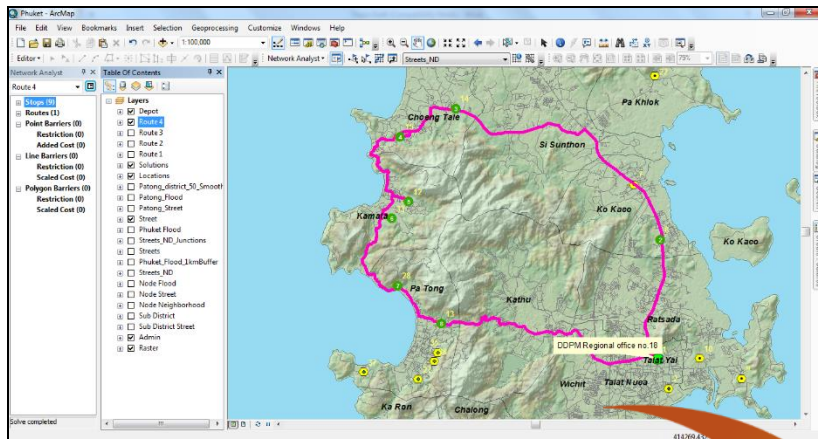 Phuket - ArcMap
File Edit View Bookmarks Insert Selection Geoprocessing Customize Windows Help
1:100,000
Editor Network Analyst Streets_ND 75%
Network Analyst
Route 4
Stops (9)
Routes (1)
Point Barriers (0)
Restriction (0)
Added Cost (0)
Line Barriers (0)
Restriction (0)
Scaled Cost (0)
Polygon Barriers (0)
Restriction (0)
Scaled Cost (0)
Table Of Contents
Layers
Depot
Route 4
Route 3
Route 2
Route 1
Solutions
Locations
Patong_district_50_Smooth
Patong_Flood
Patong_Street
Street
Phuket Flood
Streets_ND_Junctions
Streets
Phuket_Flood_1kmBuffer
Streets_ND
Node Flood
Node Street
Node Neighborhood
Sub District
Sub District Street
Admin
Raster
Pa Khlok
Choeng Tale
Si Sunthon
Ko Kaeo
Ko Kaeo
Kamala
Pa Tong
Kathu
Ratsada
DDPM Regional office no.18
Talat Yai
Wichit
Talat Nuea
Ka Ron
Chalong
Solve completed